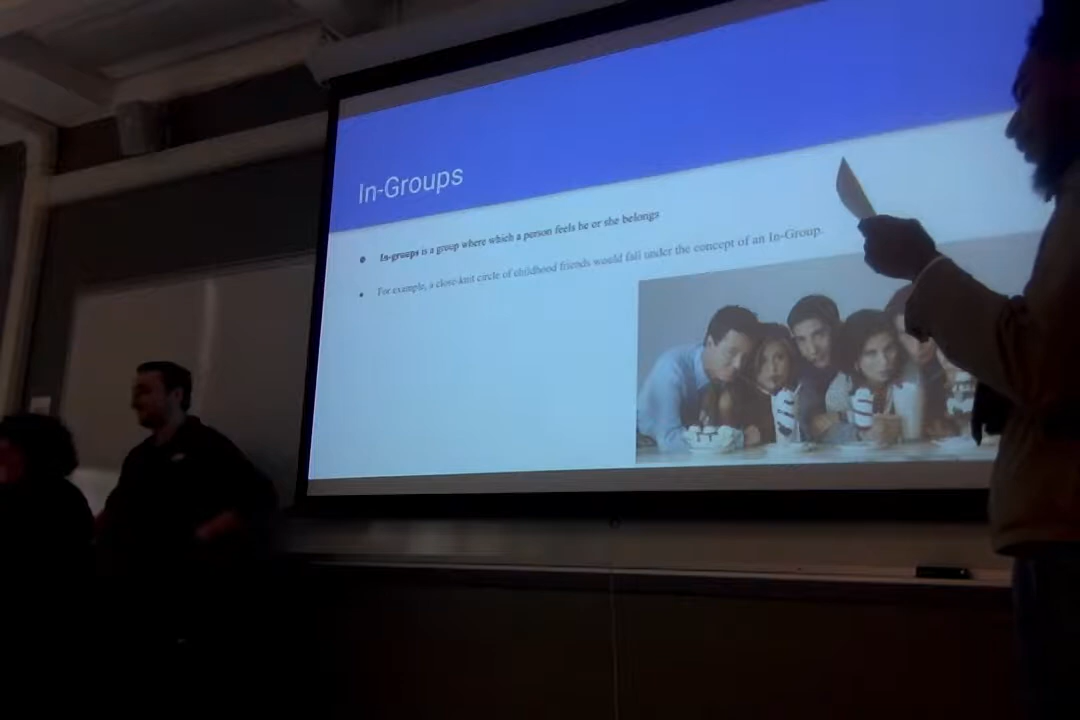 In-Groups
In-groups is a group where which a person feels he or she belongs
For example, a close-knit circle of childhood friends would fall under the concept of an In-Group.